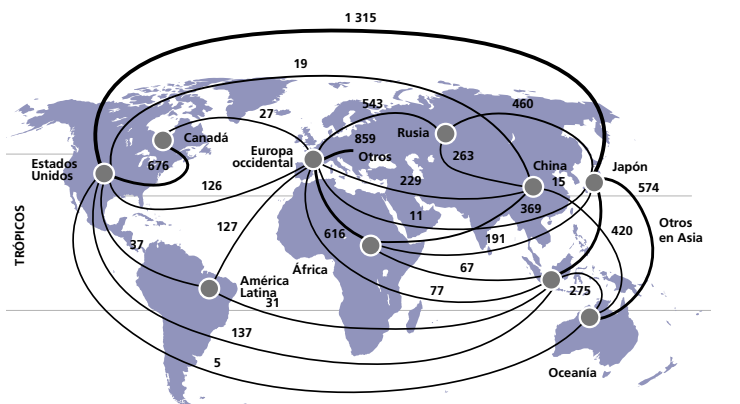 1 315
19
543
460
27
859
Canadá
Rusia
Europa
occidental
Otros
263
Estados
Unidos
676
China
Japón
15
229
574
126
369
11
Otros
en Asia
127
616
420
191
TRÓPICOS
37
África
67
América
Latina
77
275
31
137
5
Oceanía